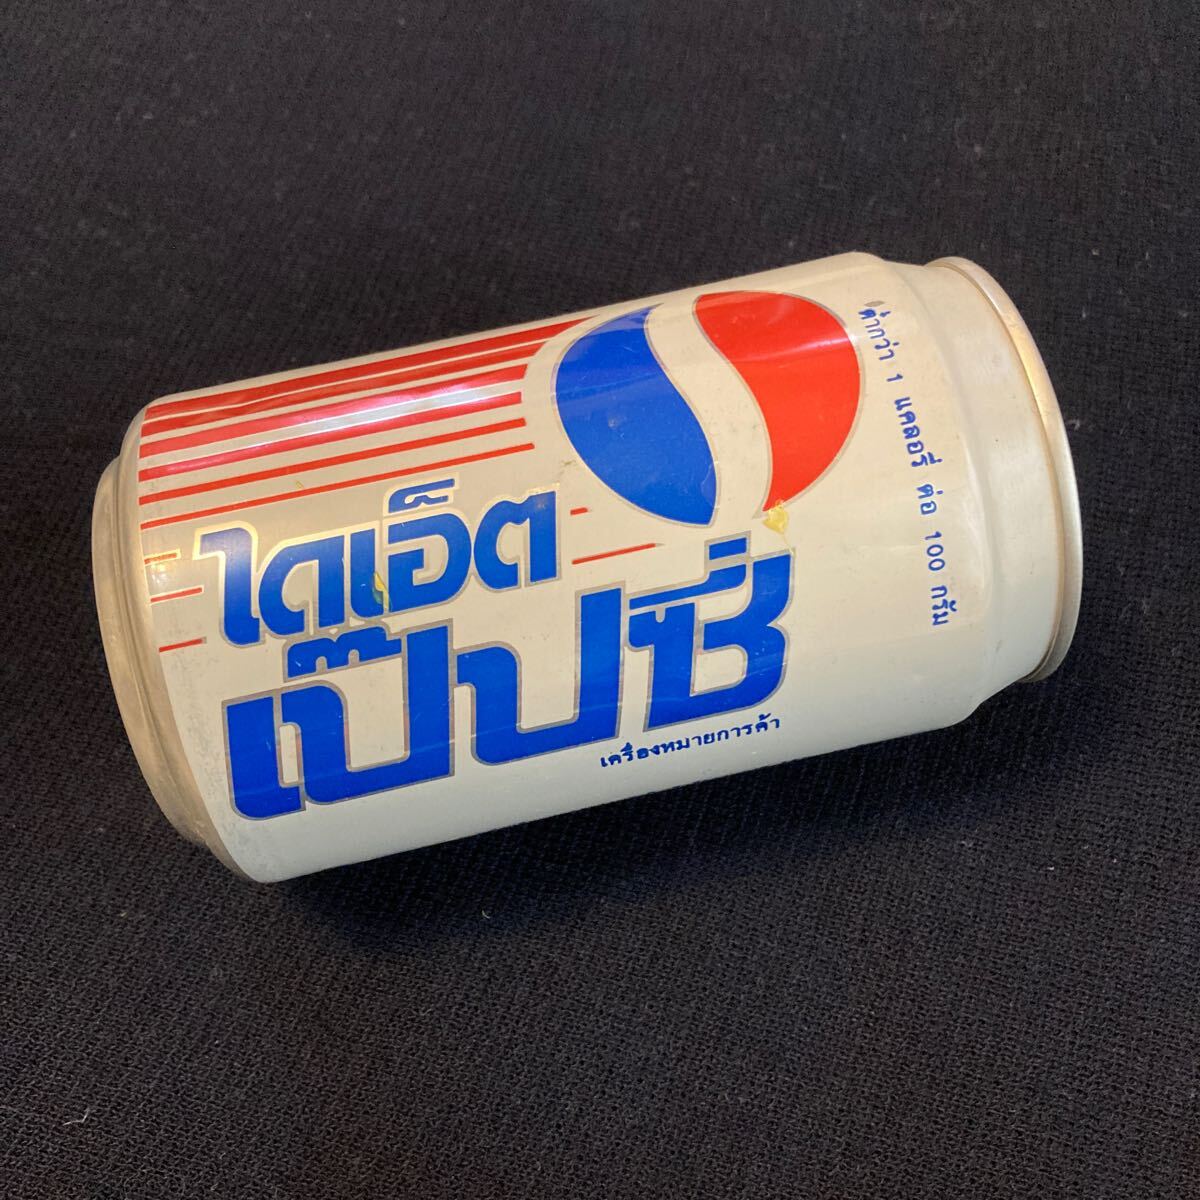 ต่ำกว่า 1 แคลอรี่ ต่อ 100 กรัม
ไดเอ็ต
เป๊ปซี่
เครื่องหมายการค้า